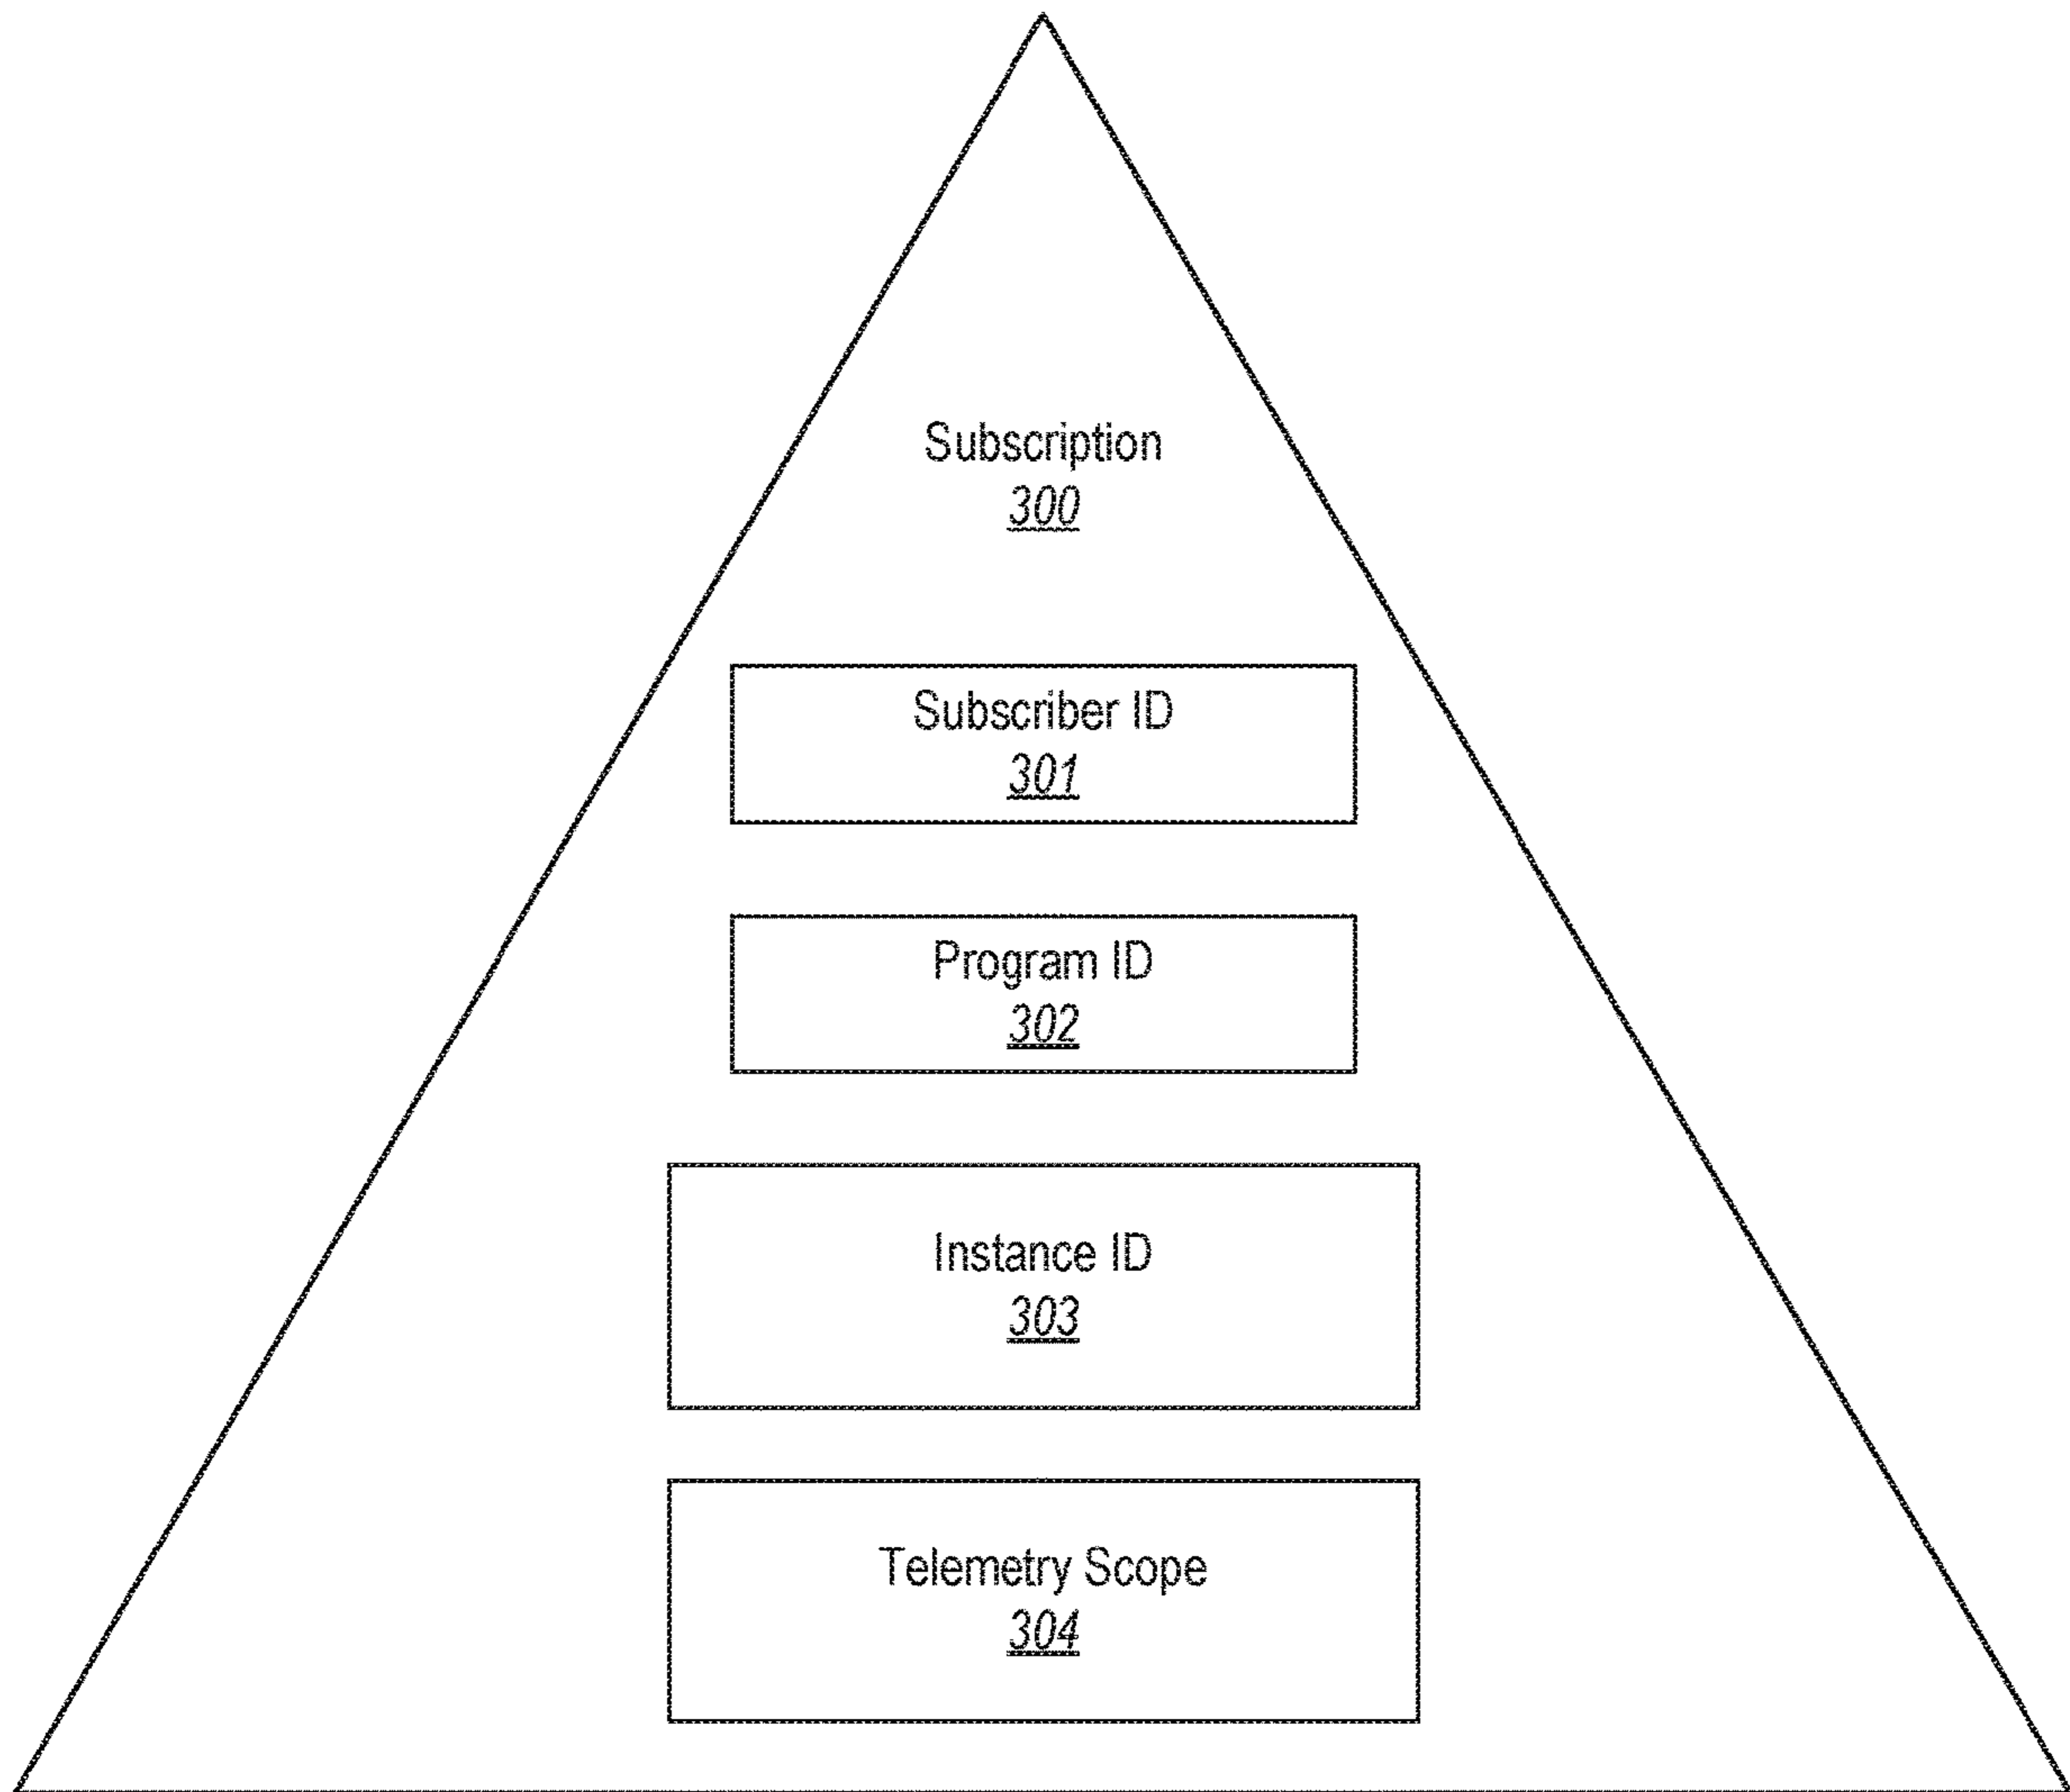 Subscription
300
Subscriber ID
301
Program ID
302
Instance ID
303
Telemetry Scope
304